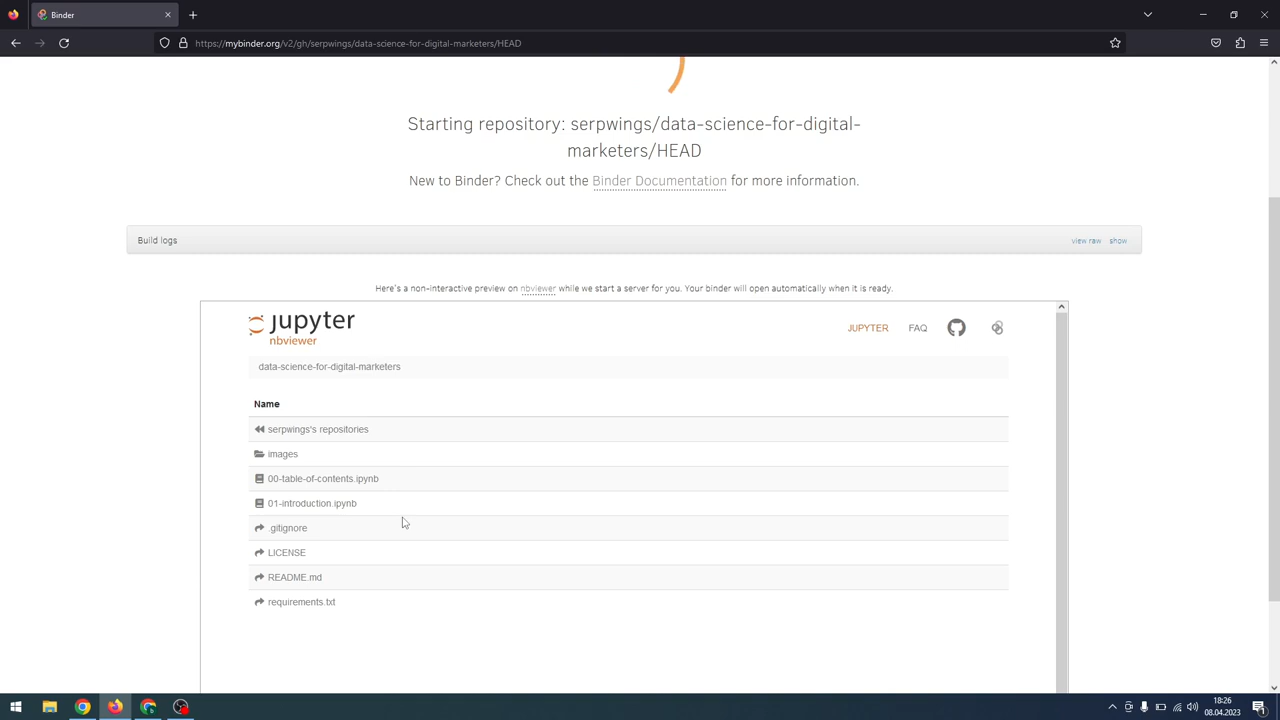 Binder
https://mybinder.org/v2/gh/serpwings/data-science-for-digital-marketers/HEAD
Starting repository: serpwings/data-science-for-digital-
marketers/HEAD
New to Binder? Check out the Binder Documentation for more information.
Build logs
view raw show
Here's a non-interactive preview on nbviewer while we start a server for you. Your binder will open automatically when it is ready.
jupyter
nbviewer
JUPYTER FAQ
data-science-for-digital-marketers
Name
serpwings's repositories
images
00-table-of-contents.ipynb
01-introduction.ipynb
.gitignore
LICENSE
README.md
requirements.txt
18:26
08.04.2023